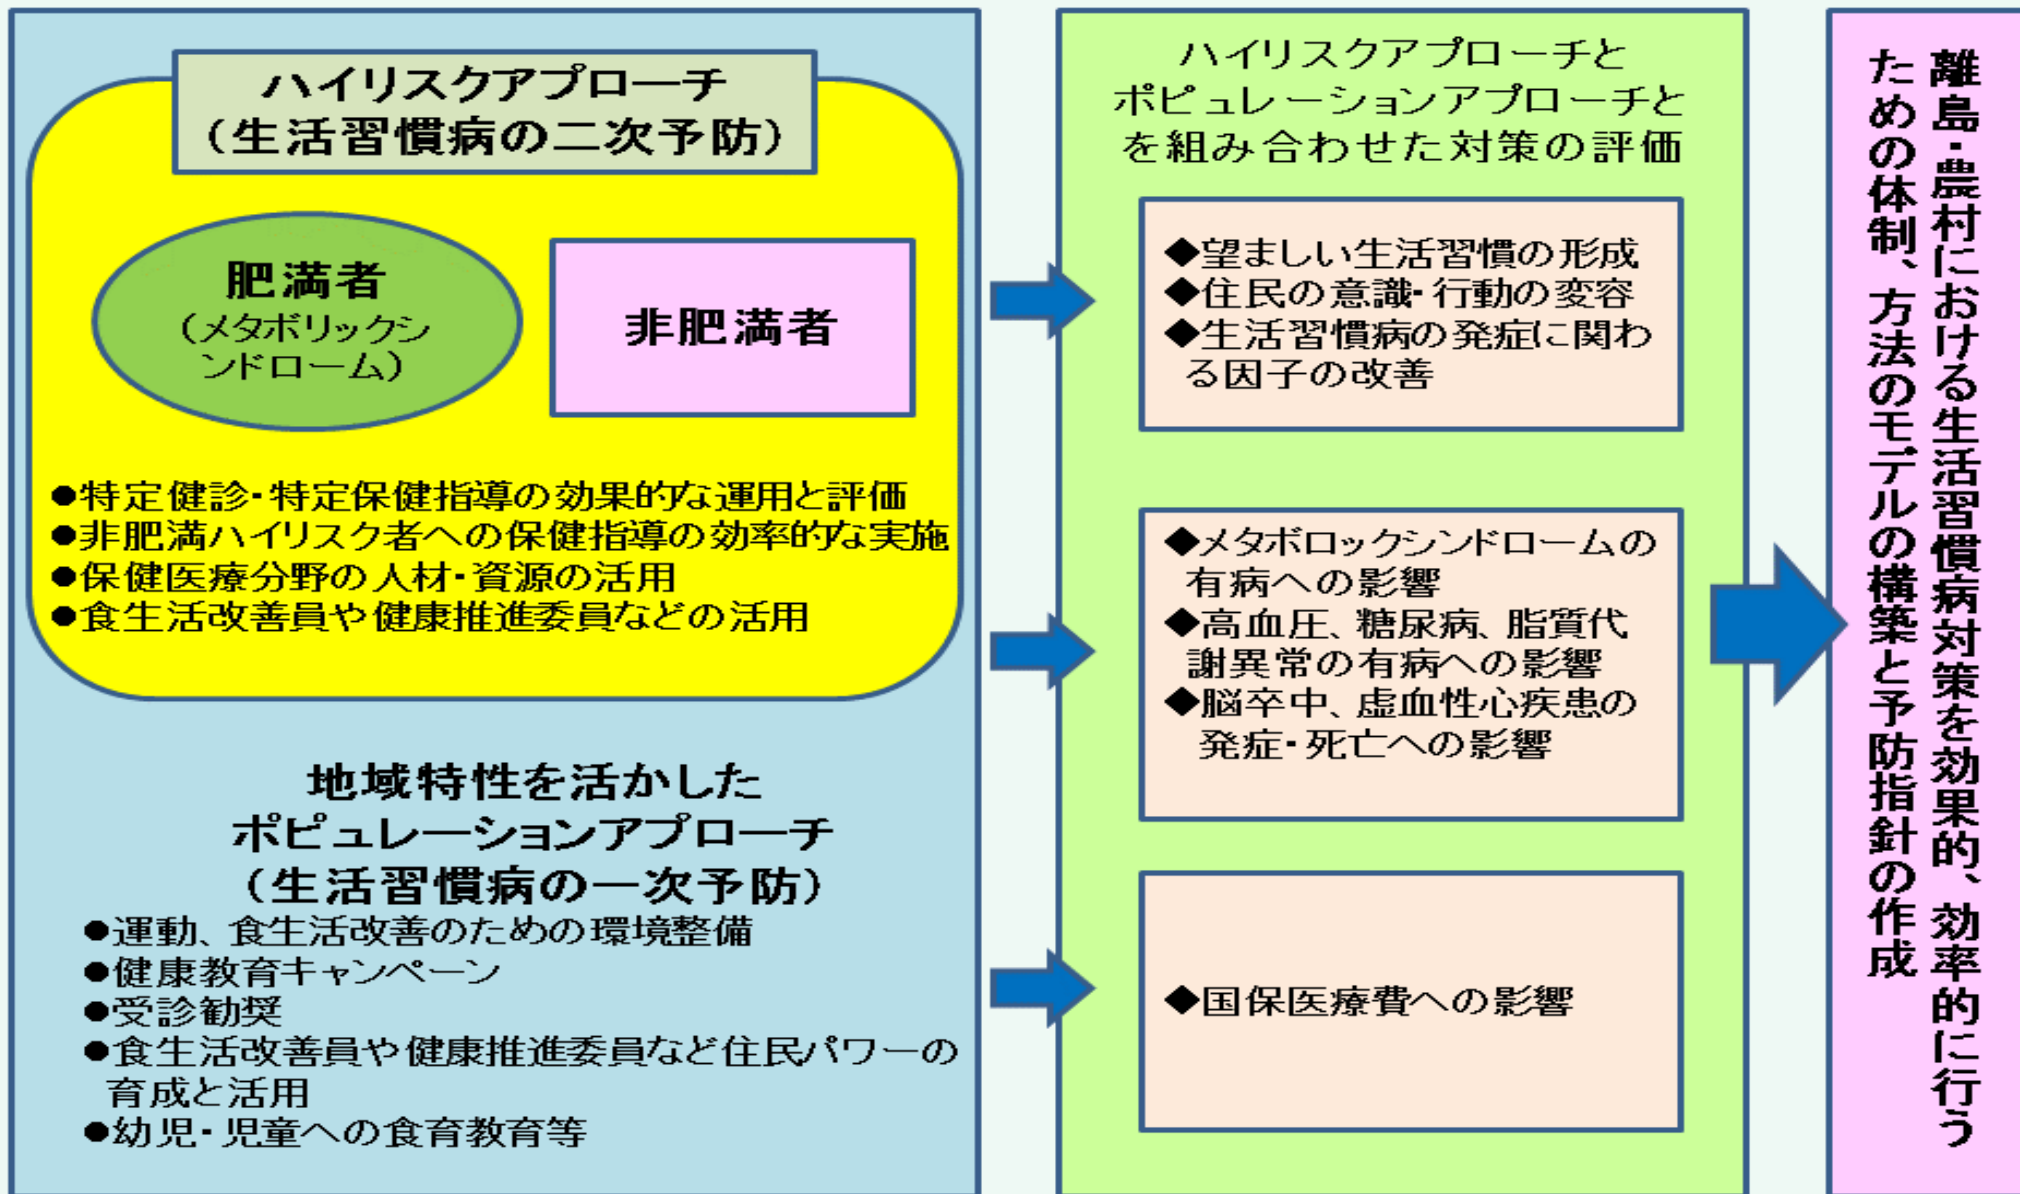 ハイリスクアプローチ
(生活習慣病の二次予防)
肥満者
(メタボリックシ
ンドローム)
非肥満者
●特定健診・特定保健指導の効果的な運用と評価
●非肥満ハイリスク者への保健指導の効率的な実施
●保健医療分野の人材・資源の活用
●食生活改善員や健康推進委員などの活用
地域特性を活かした
ポピュレーションアプローチ
(生活習慣病の一次予防)
●運動、食生活改善のための環境整備
●健康教育キャンペーン
●受診勧奨
●食生活改善員や健康推進委員など住民パワーの
育成と活用
●幼児・児童への食育教育等
ハイリスクアプローチと
ポピュレーションアプローチと
を組み合わせた対策の評価
◆望ましい生活習慣の形成
◆住民の意識・行動の変容
◆生活習慣病の発症に関わ
る因子の改善
◆メタボロックシンドロームの
有病への影響
◆高血圧、糖尿病、脂質代
謝異常の有病への影響
◆脳卒中、虚血性心疾患の
発症・死亡への影響
◆国保医療費への影響
離島・農村における生活習慣病対策を効果的、効率的に行う
ための体制、方法のモデルの構築と予防指針の作成